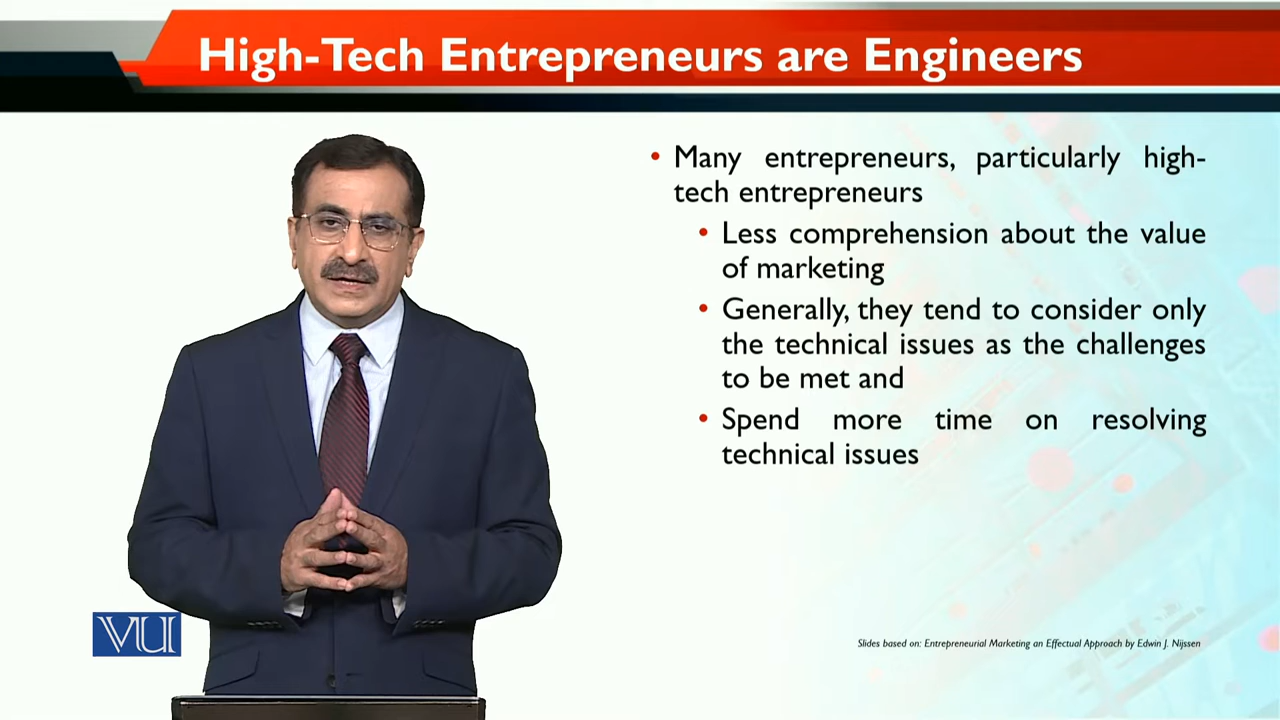 High-Tech Entrepreneurs are Engineers
• Many entrepreneurs, particularly high-
tech entrepreneurs
• Less comprehension about the value
of marketing
• Generally, they tend to consider only
the technical issues as the challenges
to be met and
• Spend more time on resolving
technical issues
VU
Slides based on: Entrepreneurial Marketing an Effectual Approach by Edwin J. Nijssen